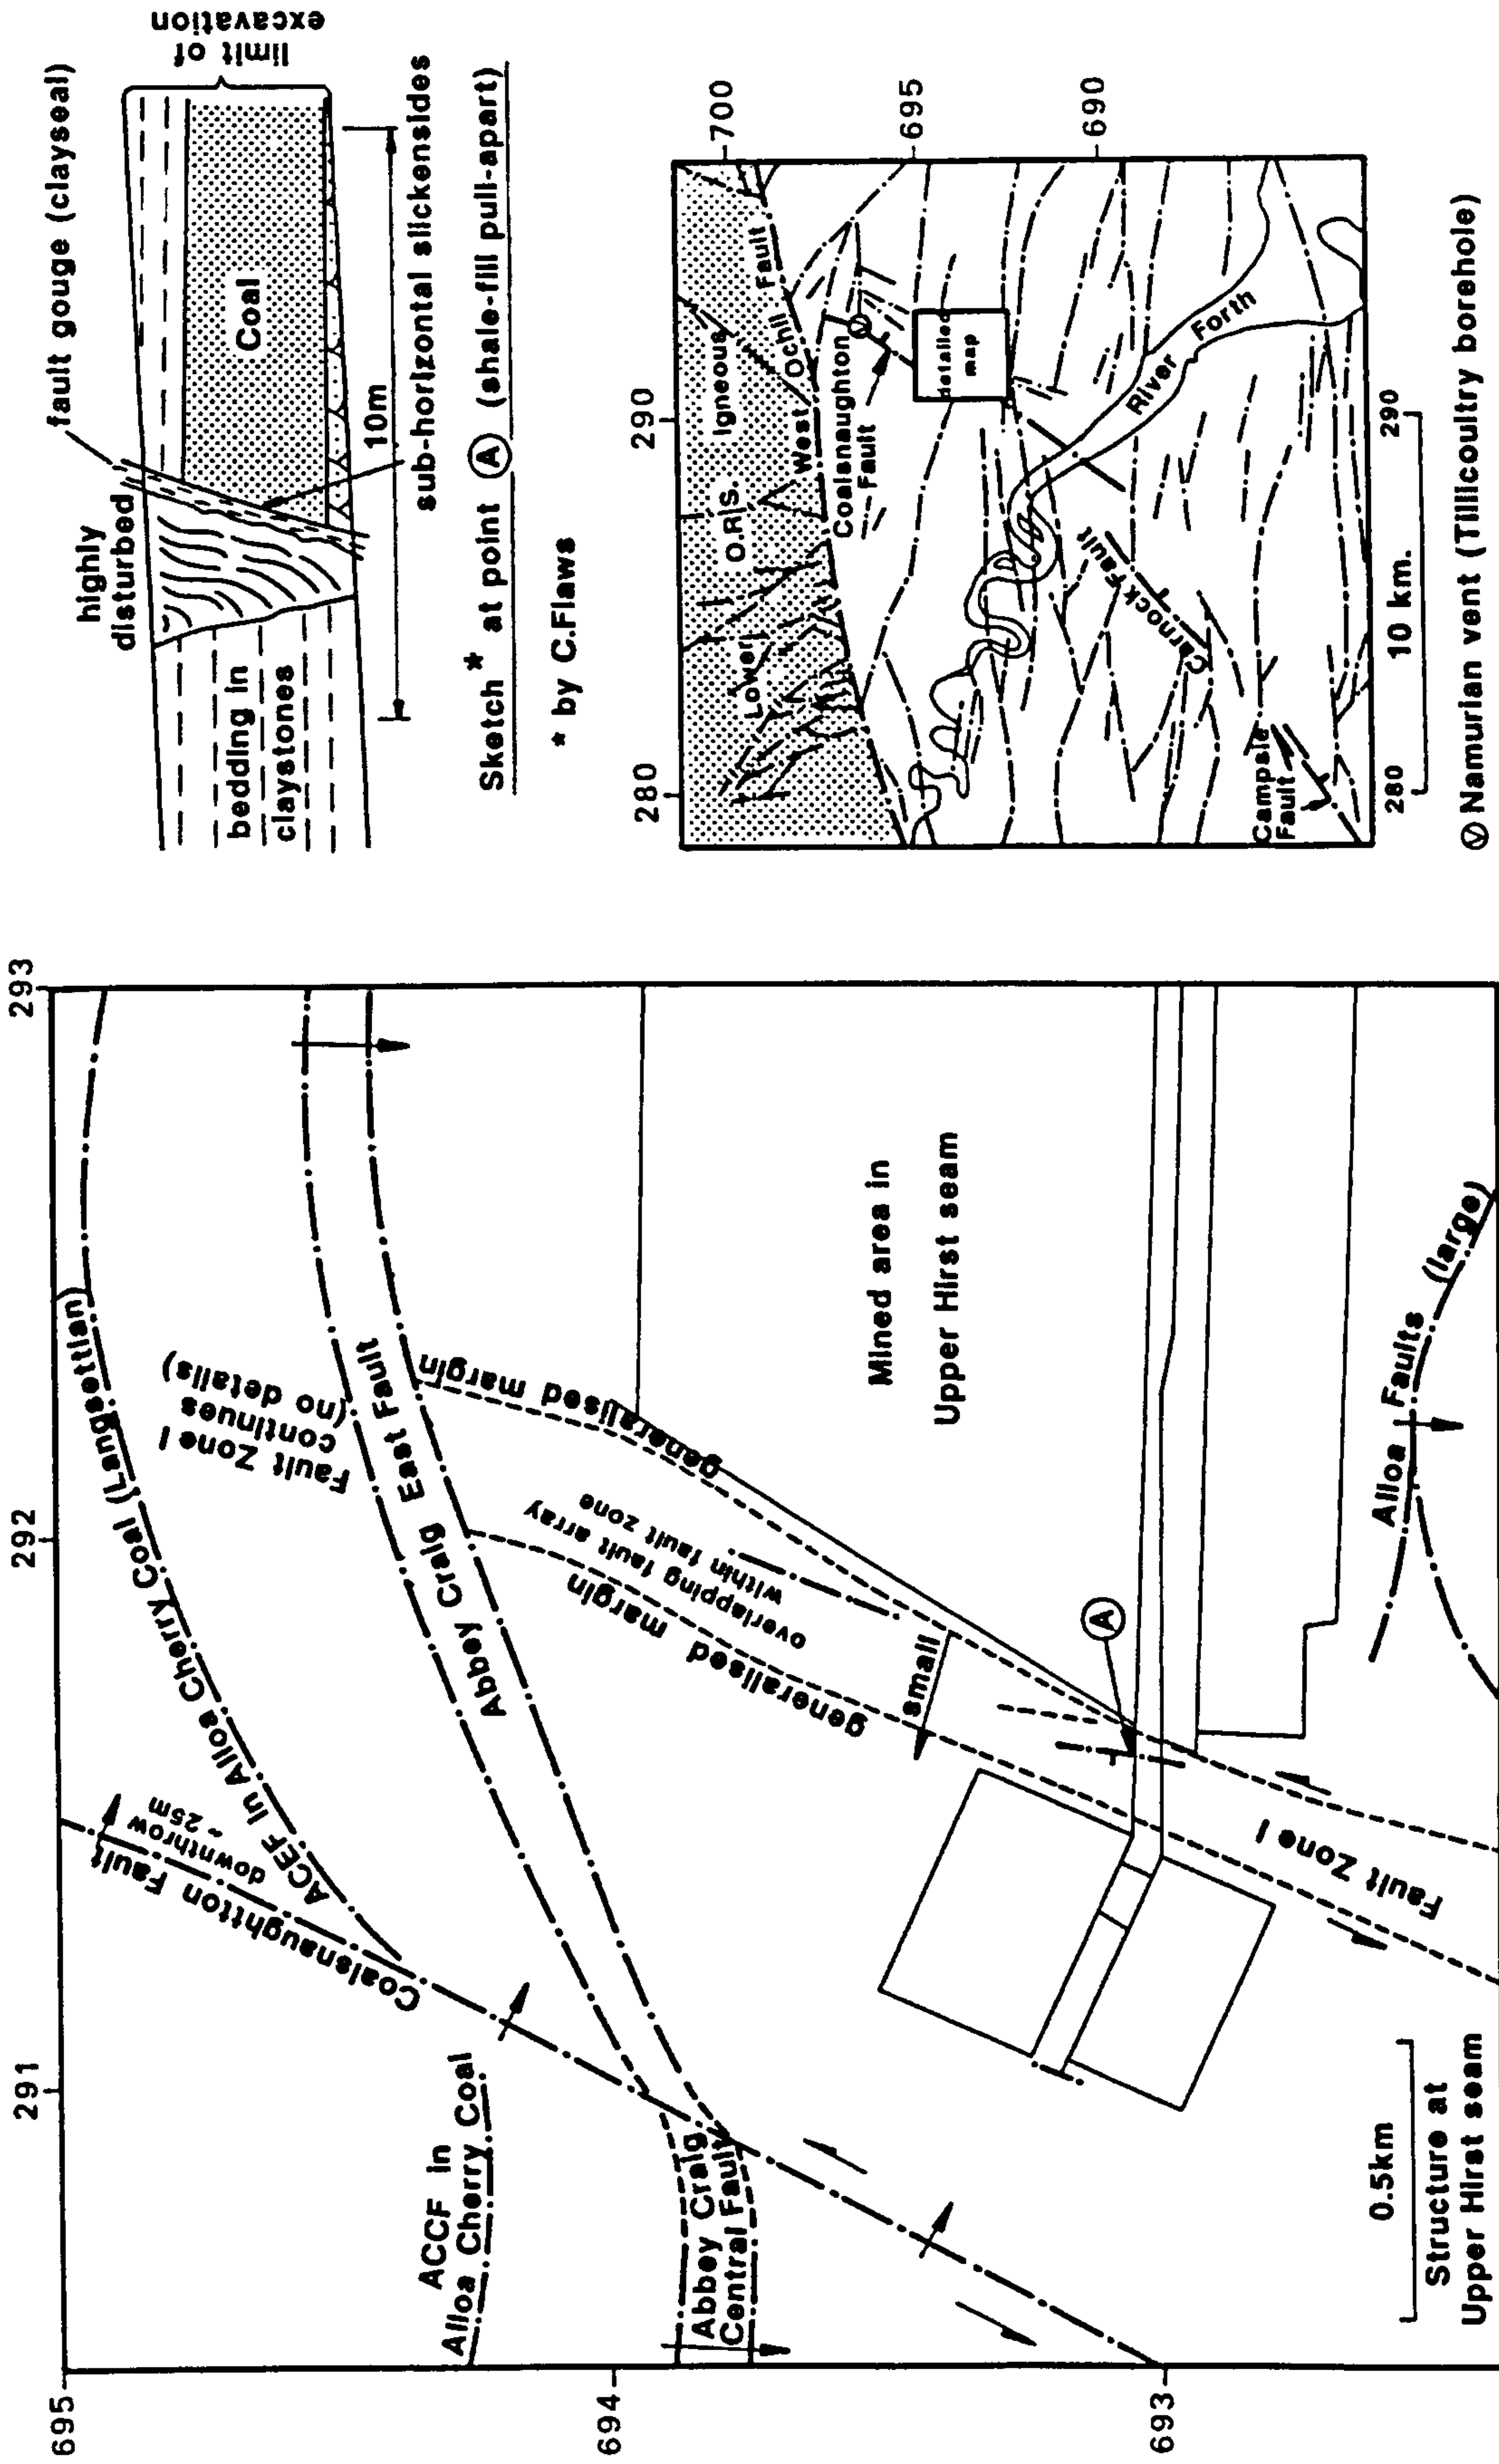 291
292
293
695
694
693
Coalsnaughtton Fault
downthrow
~ 25m
ACEF in Alloa Cherry Coal (Langsettian)
ACCF in
Alloa Cherry Coal
Abbey Craig
Central Fault
Abbey Craig East Fault
Fault Zone I
continues
(no details)
generalised margin
generalised margin
overlapping fault array
within fault zone
small
A
Mined area in
Upper Hirst seam
Fault Zone I
Alloa Faults (large)
0.5km
Structure at
Upper Hirst seam
highly
disturbed
fault gouge (clayseal)
bedding in
claystones
Coal
limit of
excavation
10m
sub-horizontal slickensides
Sketch* at point A (shale-fill pull-apart)
* by C.Flaws
280
290
700
695
690
Lower O.R.S. Igneous
West Ochil Fault
Coalsnaughton
Fault
detailed
map
River Forth
Carnock Fault
Campsie
Fault
280
290
10 km.
V Namurian vent (Tillicoultry borehole)